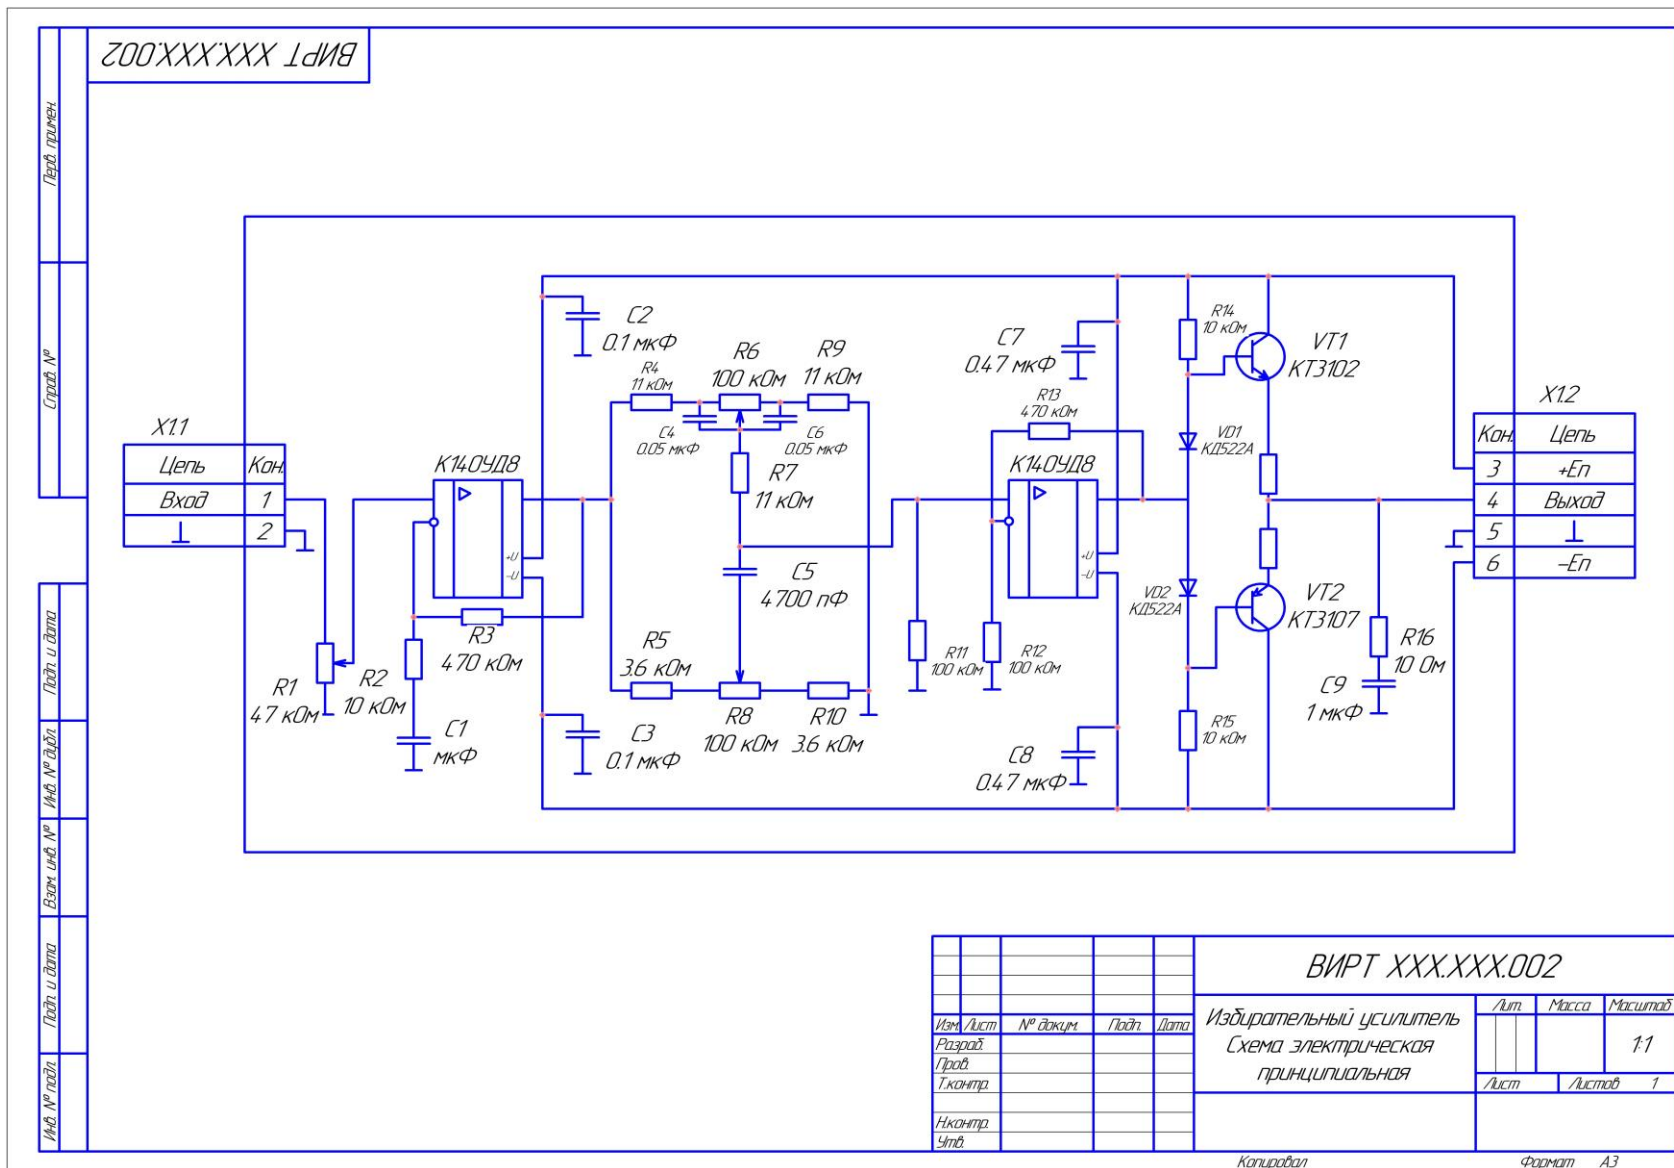 ВИРТ XXX.XXX.002
Перв. примен.
Справ. №
Подп. и дата
Инв. № дубл.
Взам. инв. №
Подп. и дата
Инв. № подл.
X1.1
Цепь Кон.
Вход 1
⊥ 2
R1
47 кОм
R2
10 кОм
C1
мкФ
К140УД8
+U
-U
R3
470 кОм
C2
0.1 мкФ
C3
0.1 мкФ
R4
11 кОм
R6
100 кОм
R9
11 кОм
C4
0.05 мкФ
C6
0.05 мкФ
R7
11 кОм
C5
4700 пФ
R5
3.6 кОм
R8
100 кОм
R10
3.6 кОм
C7
0.47 мкФ
R13
470 кОм
К140УД8
+U
-U
R11
100 кОм
R12
100 кОм
C8
0.47 мкФ
R14
10 кОм
VD1
КД522А
VD2
КД522А
R15
10 кОм
VT1
КТ3102
VT2
КТ3107
R16
10 Ом
C9
1 мкФ
X1.2
Кон. Цепь
3 +Еп
4 Выход
5 ⊥
6 -Еп
ВИРТ XXX.XXX.002
Изм. Лист № докум. Подп. Дата
Разраб.
Пров.
Т.контр.
Н.контр.
Утв.
Избирательный усилитель
Схема электрическая
принципиальная
Лит. Масса Масштаб
1:1
Лист Листов 1
Копировал Формат А3